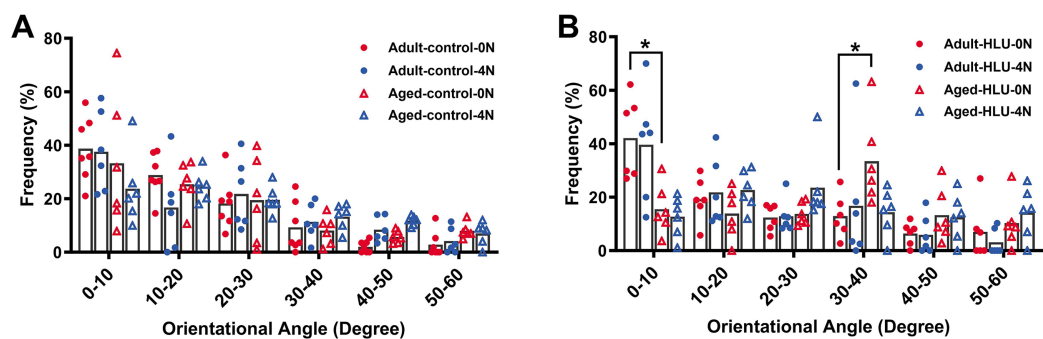 A
Frequency (%)
80
60
40
20
0
Adult-control-0N
Adult-control-4N
Aged-control-0N
Aged-control-4N
0-10
10-20
20-30
30-40
40-50
50-60
Orientational Angle (Degree)
B
Frequency (%)
80
60
40
20
0
*
*
Adult-HLU-0N
Adult-HLU-4N
Aged-HLU-0N
Aged-HLU-4N
0-10
10-20
20-30
30-40
40-50
50-60
Orientational Angle (Degree)